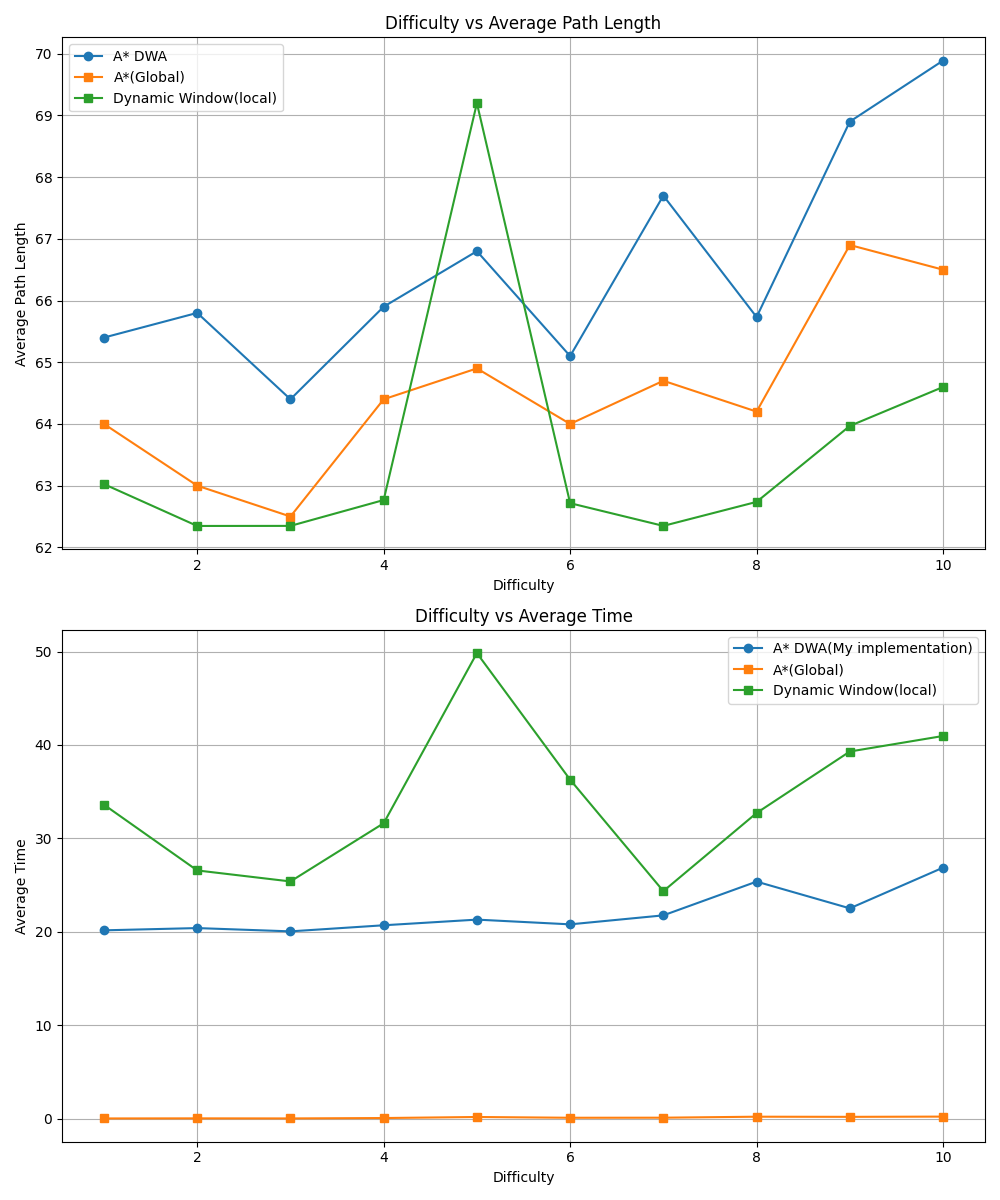 Difficulty vs Average Path Length
A* DWA
A*(Global)
Dynamic Window(local)
70
69
68
67
66
65
64
63
62
Average Path Length
2 4 6 8 10
Difficulty
Difficulty vs Average Time
A* DWA(My implementation)
A*(Global)
Dynamic Window(local)
50
40
30
20
10
0
Average Time
2 4 6 8 10
Difficulty